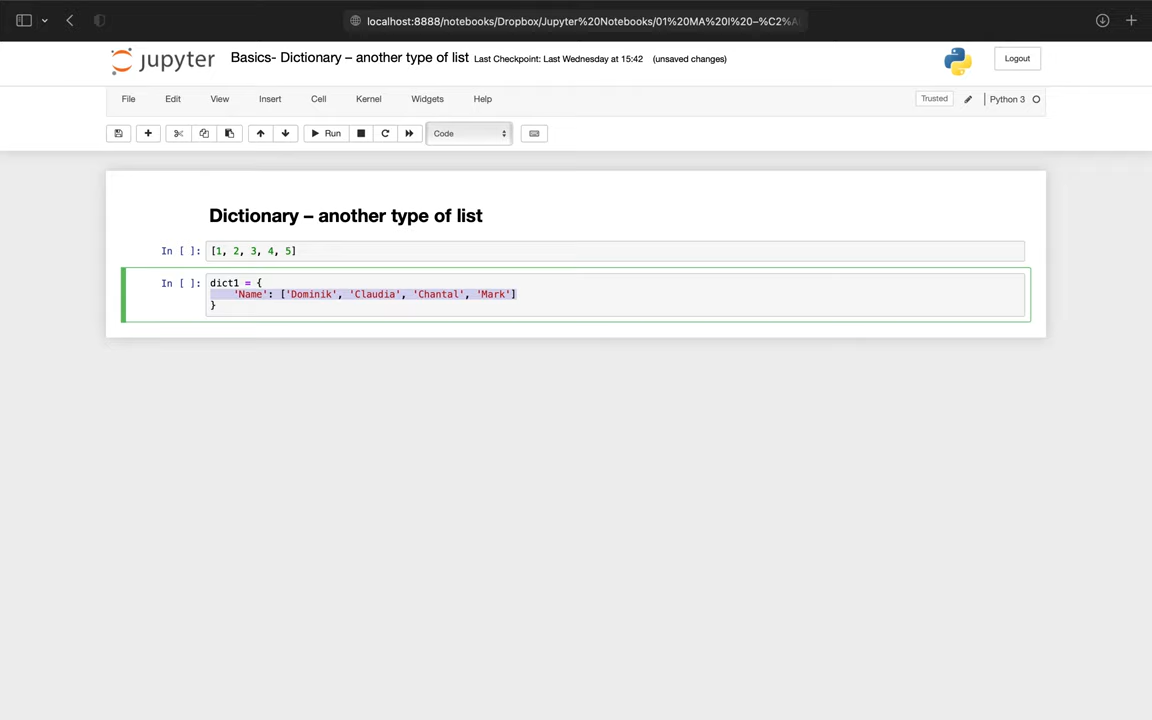 localhost:8888/notebooks/Dropbox/Jupyter%20Notebooks/01%20MA%20I%20–%C2%A
jupyter Basics- Dictionary – another type of list Last Checkpoint: Last Wednesday at 15:42 (unsaved changes) Logout
File Edit View Insert Cell Kernel Widgets Help Trusted Python 3
Run Code
Dictionary – another type of list
In [ ]: [1, 2, 3, 4, 5]
In [ ]: dict1 = {
'Name': ['Dominik', 'Claudia', 'Chantal', 'Mark']
}